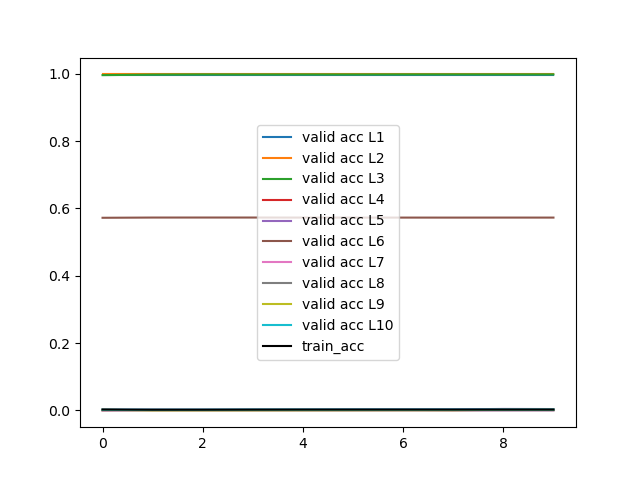 1.0
0.8
0.6
0.4
0.2
0.0
valid acc L1
valid acc L2
valid acc L3
valid acc L4
valid acc L5
valid acc L6
valid acc L7
valid acc L8
valid acc L9
valid acc L10
train_acc
0 2 4 6 8